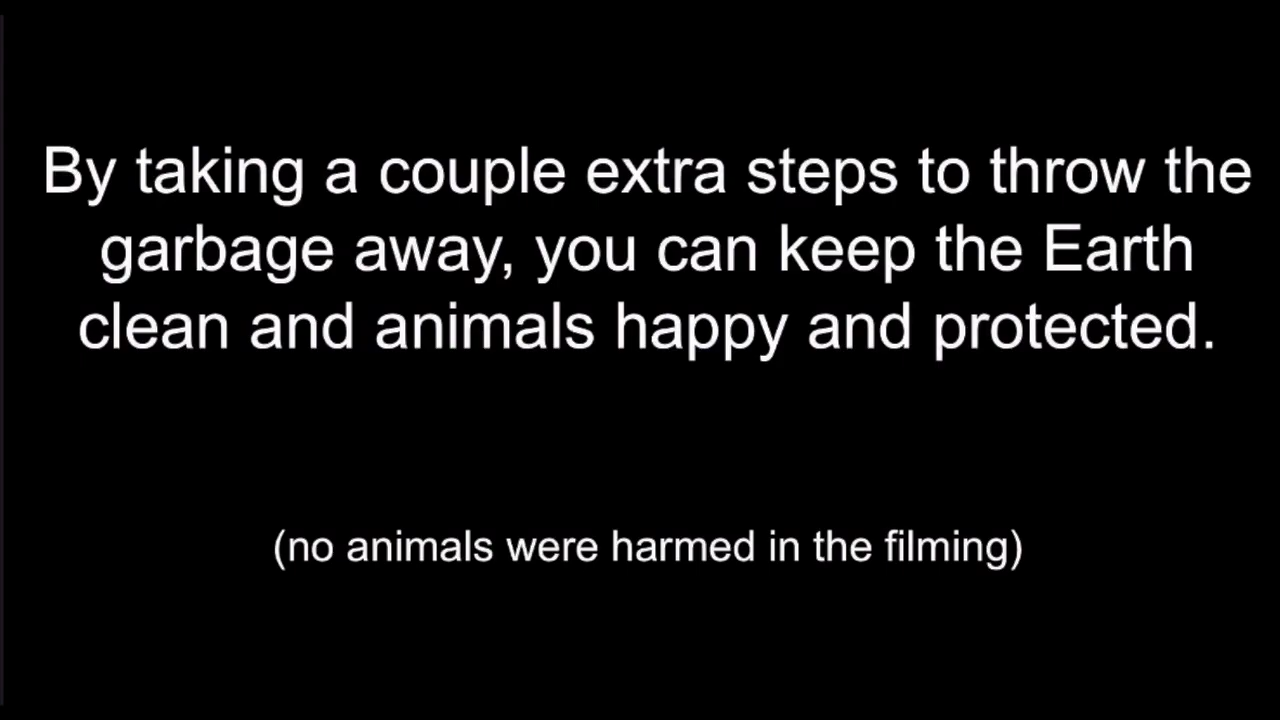 By taking a couple extra steps to throw the
garbage away, you can keep the Earth
clean and animals happy and protected.
(no animals were harmed in the filming)